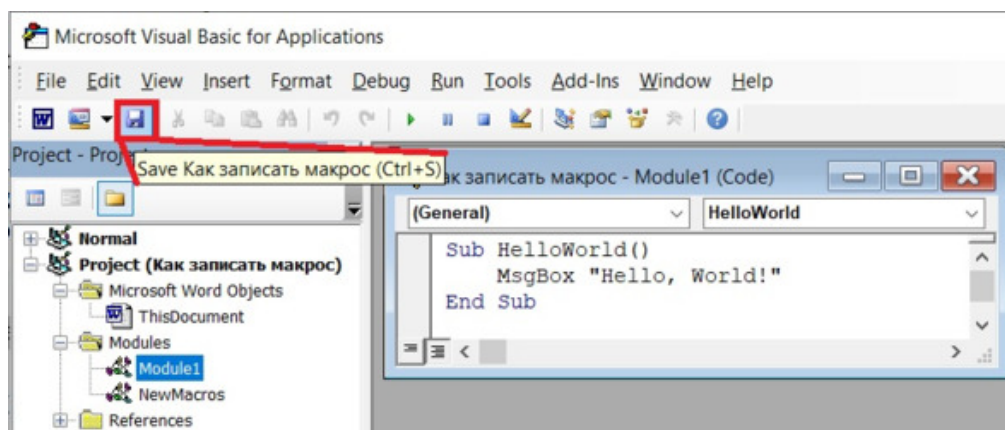 Microsoft Visual Basic for Applications
File Edit View Insert Format Debug Run Tools Add-Ins Window Help
Project - Proj
Save Как записать макрос (Ctrl+S)
ак записать макрос - Module1 (Code)
(General)
HelloWorld
Sub HelloWorld()
MsgBox "Hello, World!"
End Sub
Normal
Project (Как записать макрос)
Microsoft Word Objects
ThisDocument
Modules
Module1
NewMacros
References